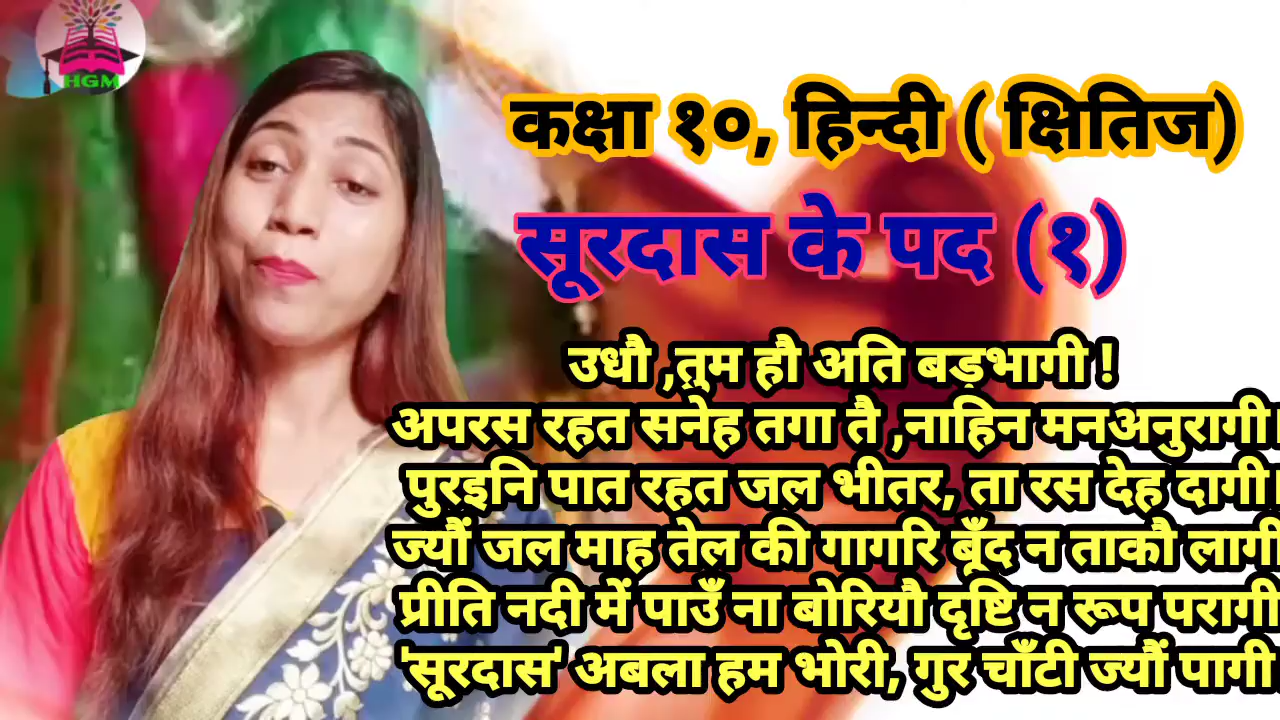 HGM
कक्षा १०, हिन्दी ( क्षितिज)
सूरदास के पद (१)
उधौ ,तुम हौ अति बड़भागी !
अपरस रहत सनेह तगा तै ,नाहिन मनअनुरागी।
पुरइनि पात रहत जल भीतर, ता रस देह दागी।
ज्यौं जल माह तेल की गागरि बूँद न ताकौ लागी
प्रीति नदी में पाउँ ना बोरियौ दृष्टि न रूप परागी
'सूरदास' अबला हम भोरी, गुर चाँटी ज्यौं पागी